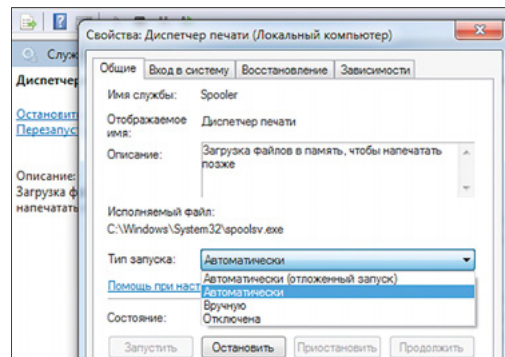 Свойства: Диспетчер печати (Локальный компьютер)
Служ
Диспетчер
Остановит
Перезапус
Описание:
Загрузка ф
напечатать
Общие
Вход в систему
Восстановление
Зависимости
Имя службы: Spooler
Отображаемое имя: Диспетчер печати
Описание: Загрузка файлов в память, чтобы напечатать
позже
Исполняемый файл:
C:\Windows\System32\spoolsv.exe
Тип запуска: Автоматически
Автоматически (отложенный запуск)
Помощь при наст
Автоматически
Вручную
Состояние:
Отключена
Запустить
Остановить
Приостановить
Продолжить